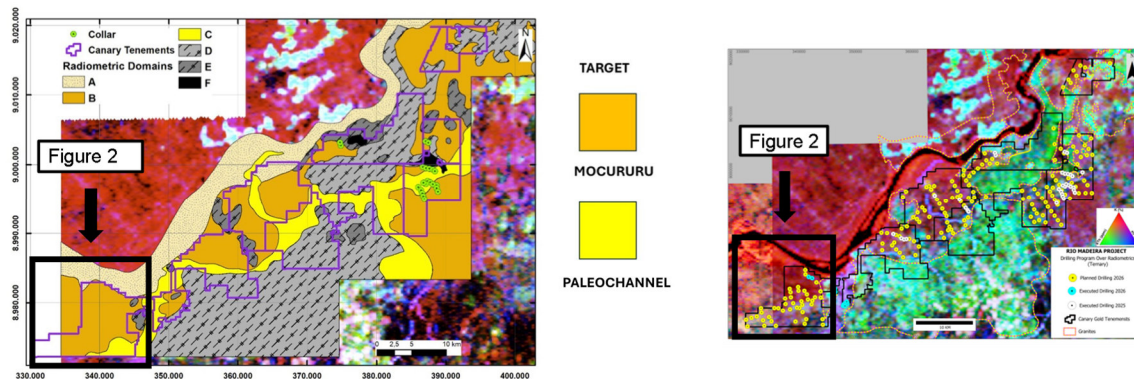 9.020.000
9.010.000
9.000.000
8.990.000
8.980.000
Collar
Canary Tenements
Radiometric Domains
A
B
C
D
E
F
N
Figure 2
0 2,5 5 10 km
330.000 340.000 350.000 360.000 370.000 380.000 390.000 400.000
TARGET
MOCURURU
PALEOCHANNEL
Figure 2
RIO MADEIRA PROJECT
Drilling Program Over Radiometric
(Ternary)
Planned Drilling 2026
Executed Drilling 2026
Executed Drilling 2025
Canary Gold Tenements
Granites